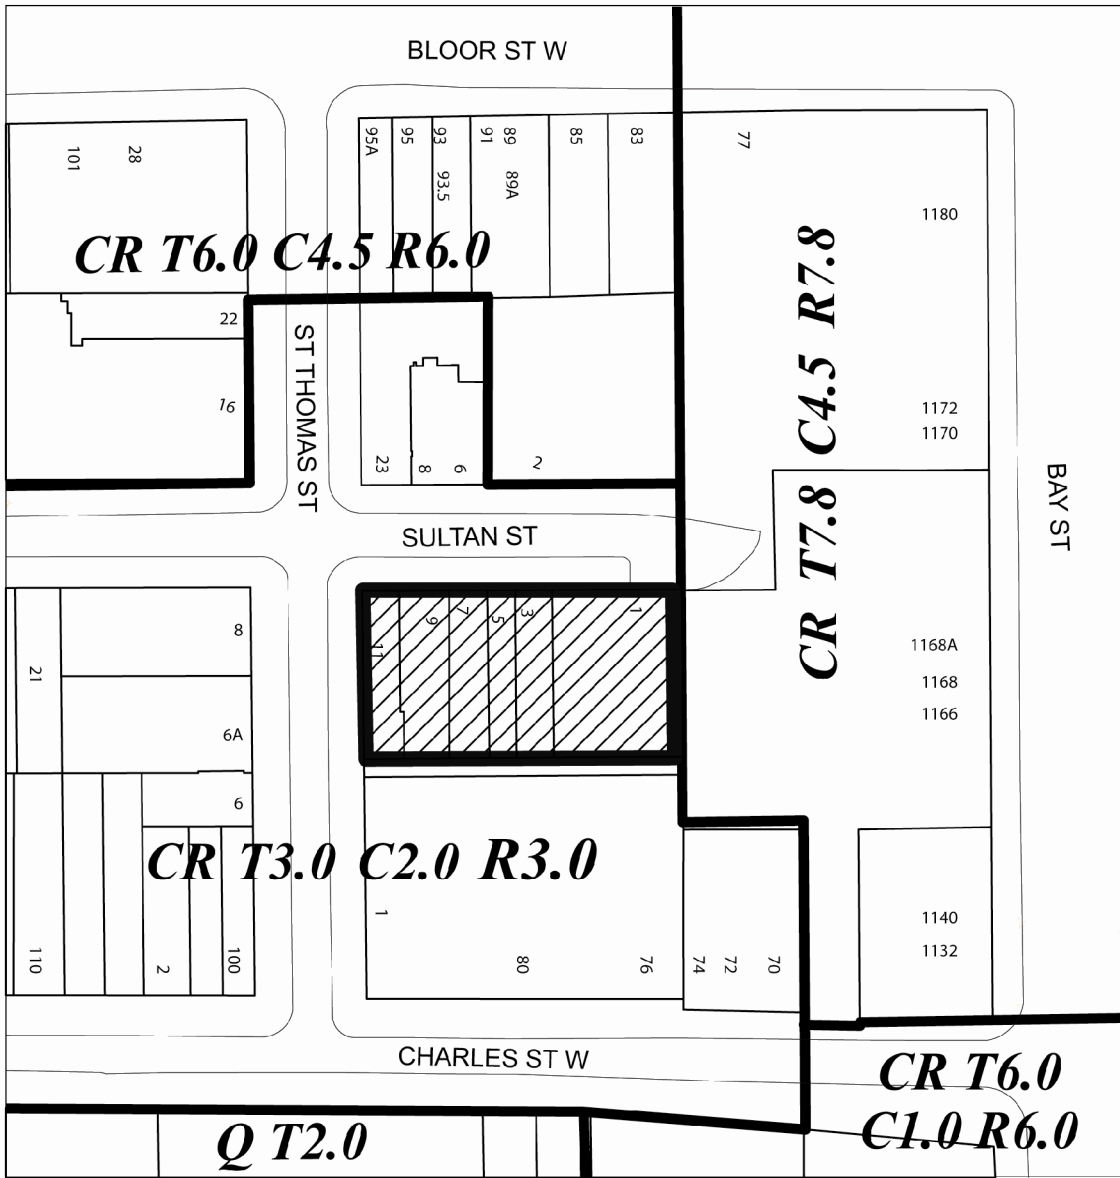 BLOOR ST W
101
28
95A
95
93
93.5
91
89
89A
85
83
77
1180
CR T6.0 C4.5 R6.0
CR T7.8 C4.5 R7.8
22
16
ST THOMAS ST
23
8
6
2
1172
1170
BAY ST
SULTAN ST
11
9
7
5
3
1
8
21
6A
6
1168A
1168
1166
CR T3.0 C2.0 R3.0
110
2
100
1
80
76
74
72
70
1140
1132
CHARLES ST W
CR T6.0
C1.0 R6.0
Q T2.0